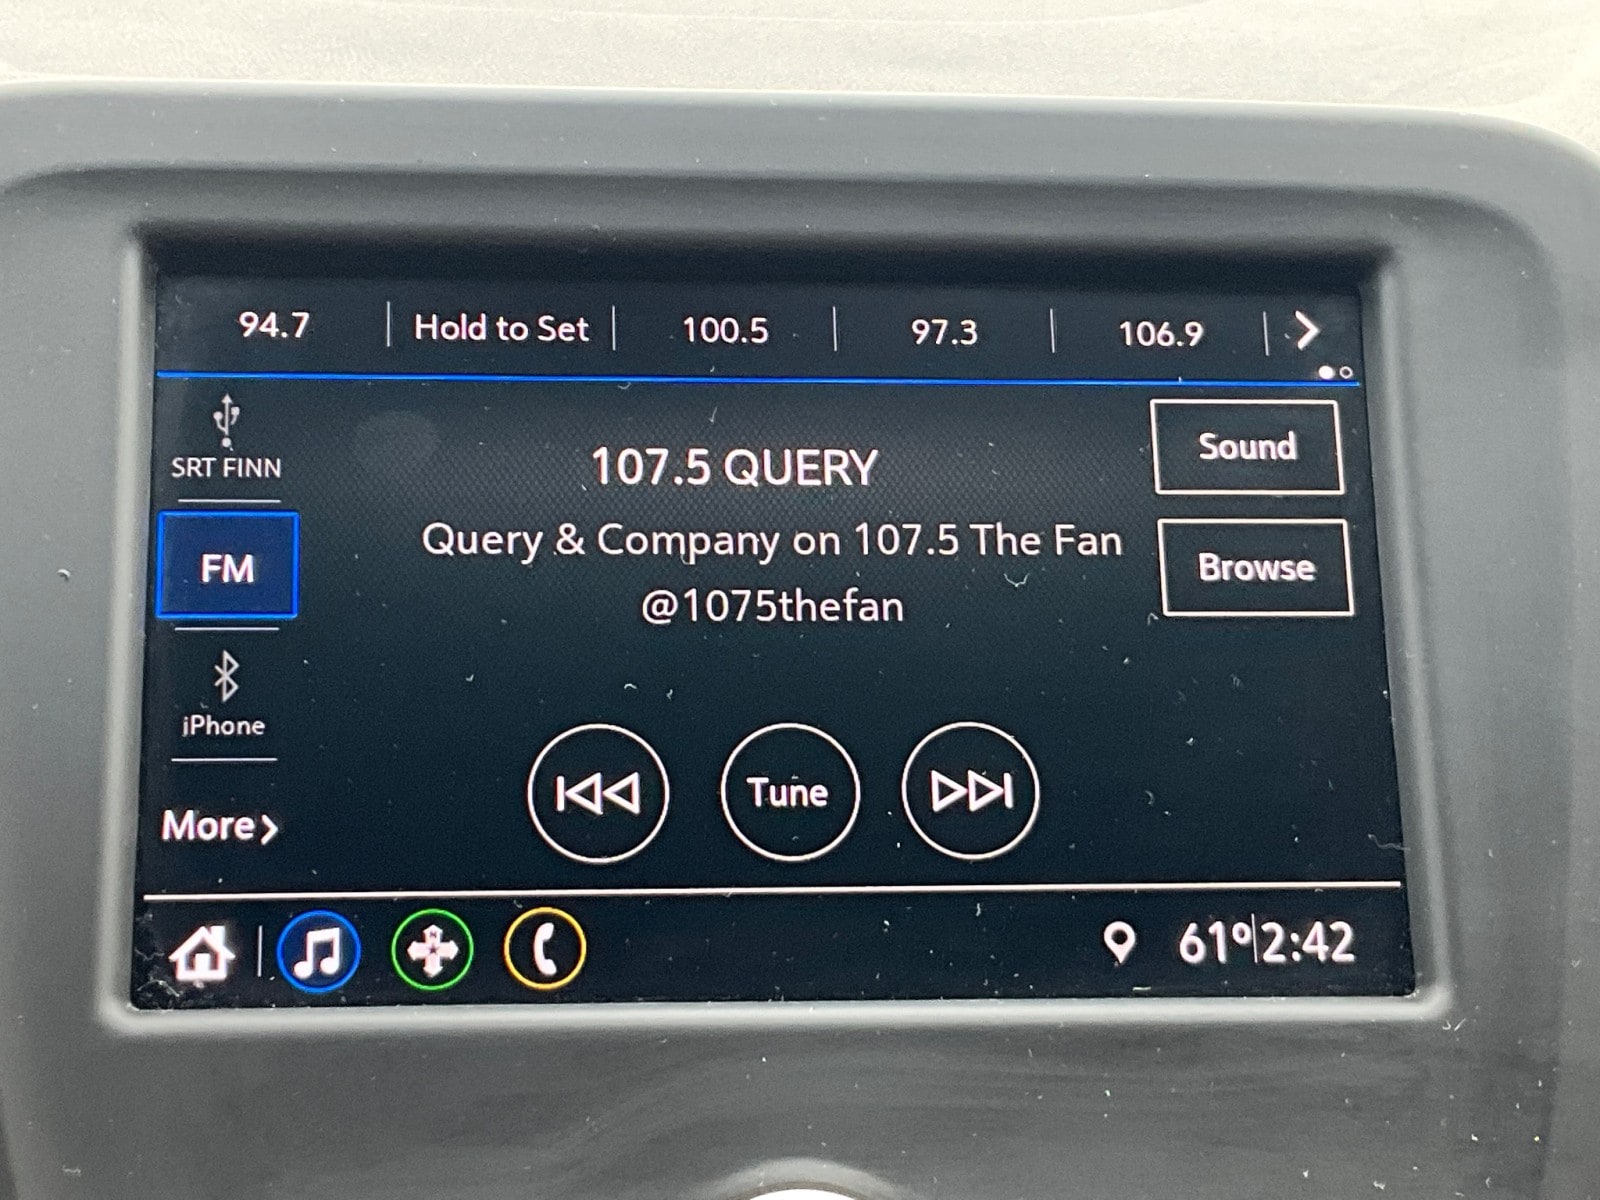 94.7 Hold to Set 100.5 97.3 106.9
SRT FINN
FM
iPhone
More
107.5 QUERY
Query & Company on 107.5 The Fan
@1075thefan
Sound
Browse
Tune
61° 2:42